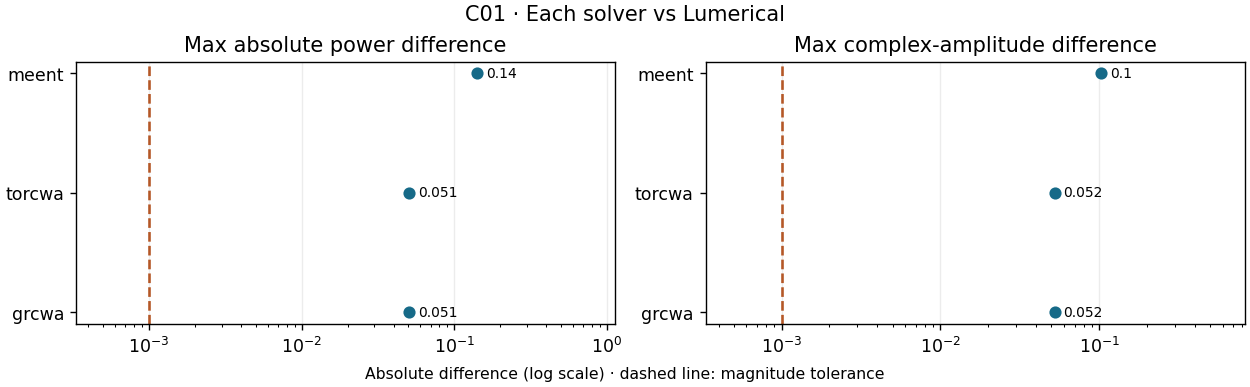 C01 · Each solver vs Lumerical
Max absolute power difference
meent
torcwa
grcwa
0.14
0.051
0.051
10⁻³
10⁻²
10⁻¹
10⁰
Max complex-amplitude difference
meent
torcwa
grcwa
0.1
0.052
0.052
10⁻³
10⁻²
10⁻¹
Absolute difference (log scale) · dashed line: magnitude tolerance